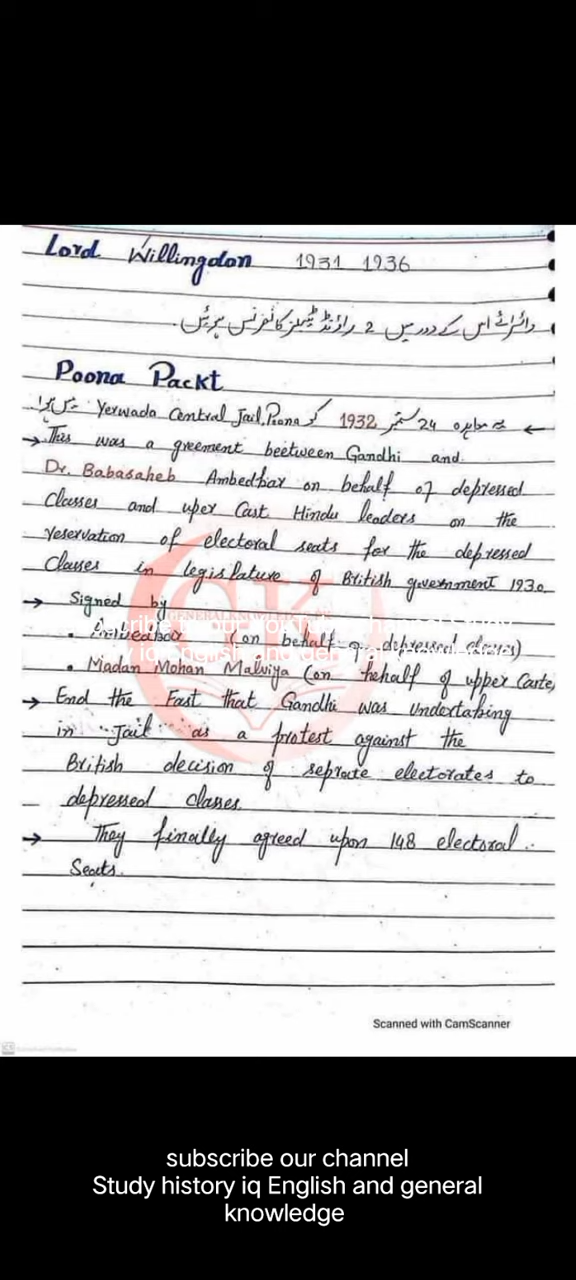 Lord Willingdon 1931 1936
وائسرائے اس کے دور میں 2 راؤنڈ ٹیبلز کانفرنس ہوئیں.
Poona Packt
← یہ معاہدہ 24 ستمبر 1932 کو Yerwada Central Jail, Poona میں ہوا
→ This was a greement beetween Gandhi and
Dr. Babasaheb Ambedbar on behalf of depressed
Classes and uper Cast Hindu leaders on the
reservation of electoral seats for the depressed
Classes in legislature of British government 1930.
→ Signed by
(on behalf of depressed classes)
• Madan Mohan Malviya (on behalf of upper Caste)
→ End the Fast that Gandhi was undertaking
in Jail as a protest against the
British decision of seprate electorates to
depressed classes
→ They finally agreed upon 148 electoral
Seats.
Scanned with CamScanner
subscribe our channel
Study history iq English and general
knowledge